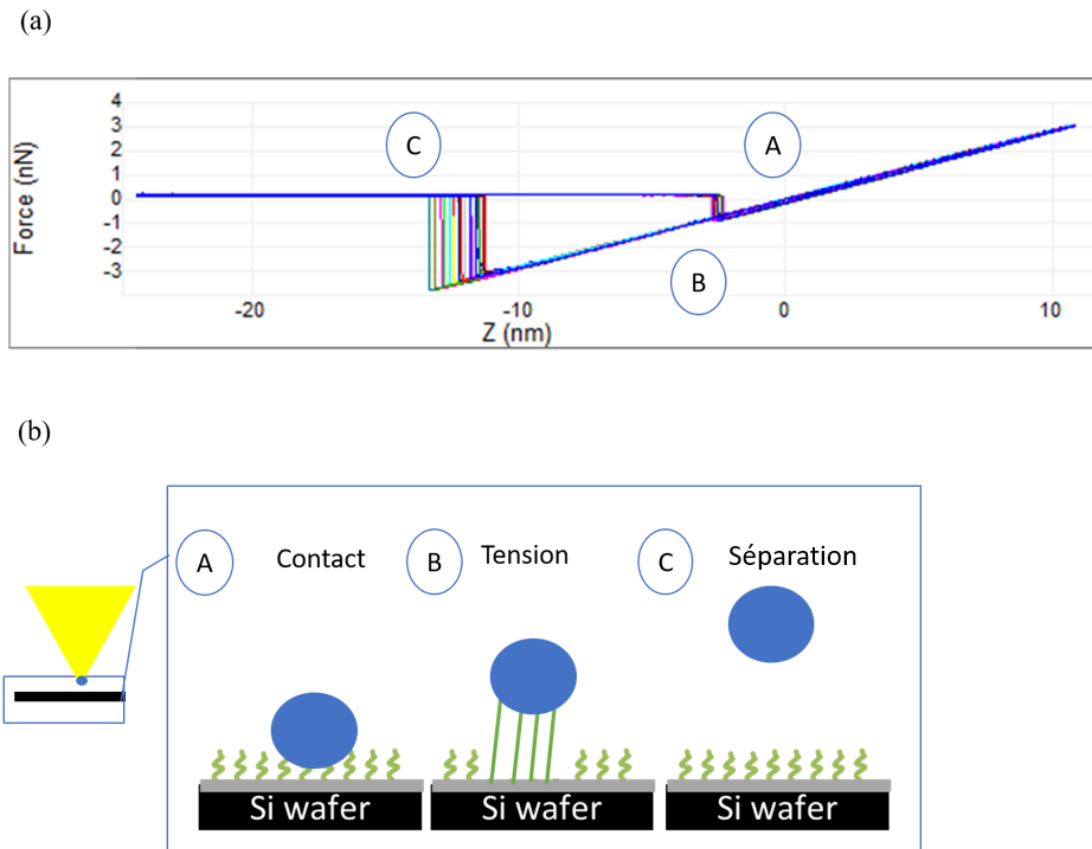 (a)
4
3
2
1
0
-1
-2
-3
Force (nN)
C
A
B
-20
-10
0
10
Z (nm)
(b)
A
Contact
B
Tension
C
Séparation
Si wafer
Si wafer
Si wafer